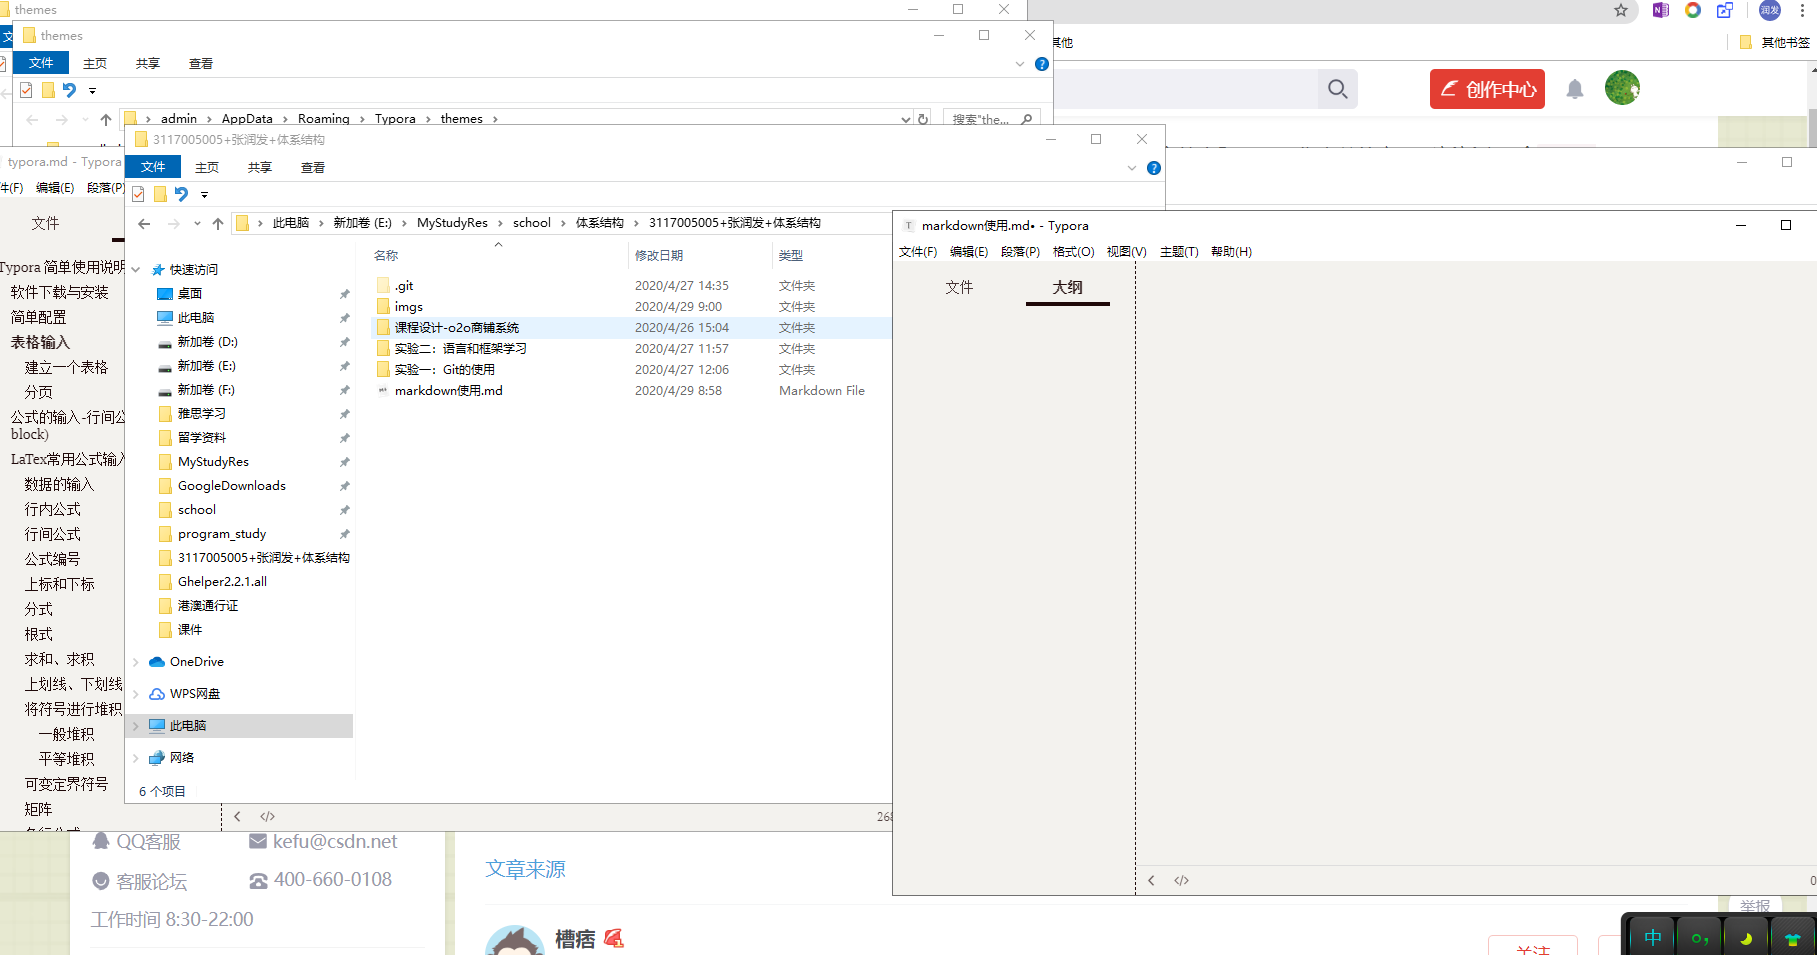 themes
其他
其他书签
润发
themes
文件
主页
共享
查看
admin
AppData
Roaming
Typora
themes
搜索"the...
创作中心
3117005005+张润发+体系结构
文件
主页
共享
查看
此电脑
新加卷 (E:)
MyStudyRes
school
体系结构
3117005005+张润发+体系结构
名称
修改日期
类型
快速访问
桌面
此电脑
新加卷 (D:)
新加卷 (E:)
新加卷 (F:)
雅思学习
留学资料
MyStudyRes
GoogleDownloads
school
program_study
3117005005+张润发+体系结构
Ghelper2.2.1.all
港澳通行证
课件
OneDrive
WPS网盘
此电脑
网络
6 个项目
.git 2020/4/27 14:35 文件夹
imgs 2020/4/29 9:00 文件夹
课程设计-o2o商铺系统 2020/4/26 15:04 文件夹
实验二：语言和框架学习 2020/4/27 11:57 文件夹
实验一：Git的使用 2020/4/27 12:06 文件夹
markdown使用.md 2020/4/29 8:58 Markdown File
typora.md - Typora
件(F) 编辑(E) 段落(P)
文件
Typora 简单使用说明
软件下载与安装
简单配置
表格输入
建立一个表格
分页
公式的输入-行间公
block)
LaTex常用公式输入
数据的输入
行内公式
行间公式
公式编号
上标和下标
分式
根式
求和、求积
上划线、下划线
将符号进行堆积
一般堆积
平等堆积
可变定界符号
矩阵
</>
268
markdown使用.md• - Typora
文件(F) 编辑(E) 段落(P) 格式(O) 视图(V) 主题(T) 帮助(H)
文件
大纲
</>
0
QQ客服
kefu@csdn.net
客服论坛
400-660-0108
工作时间 8:30-22:00
文章来源
槽痞
关注
举报
中